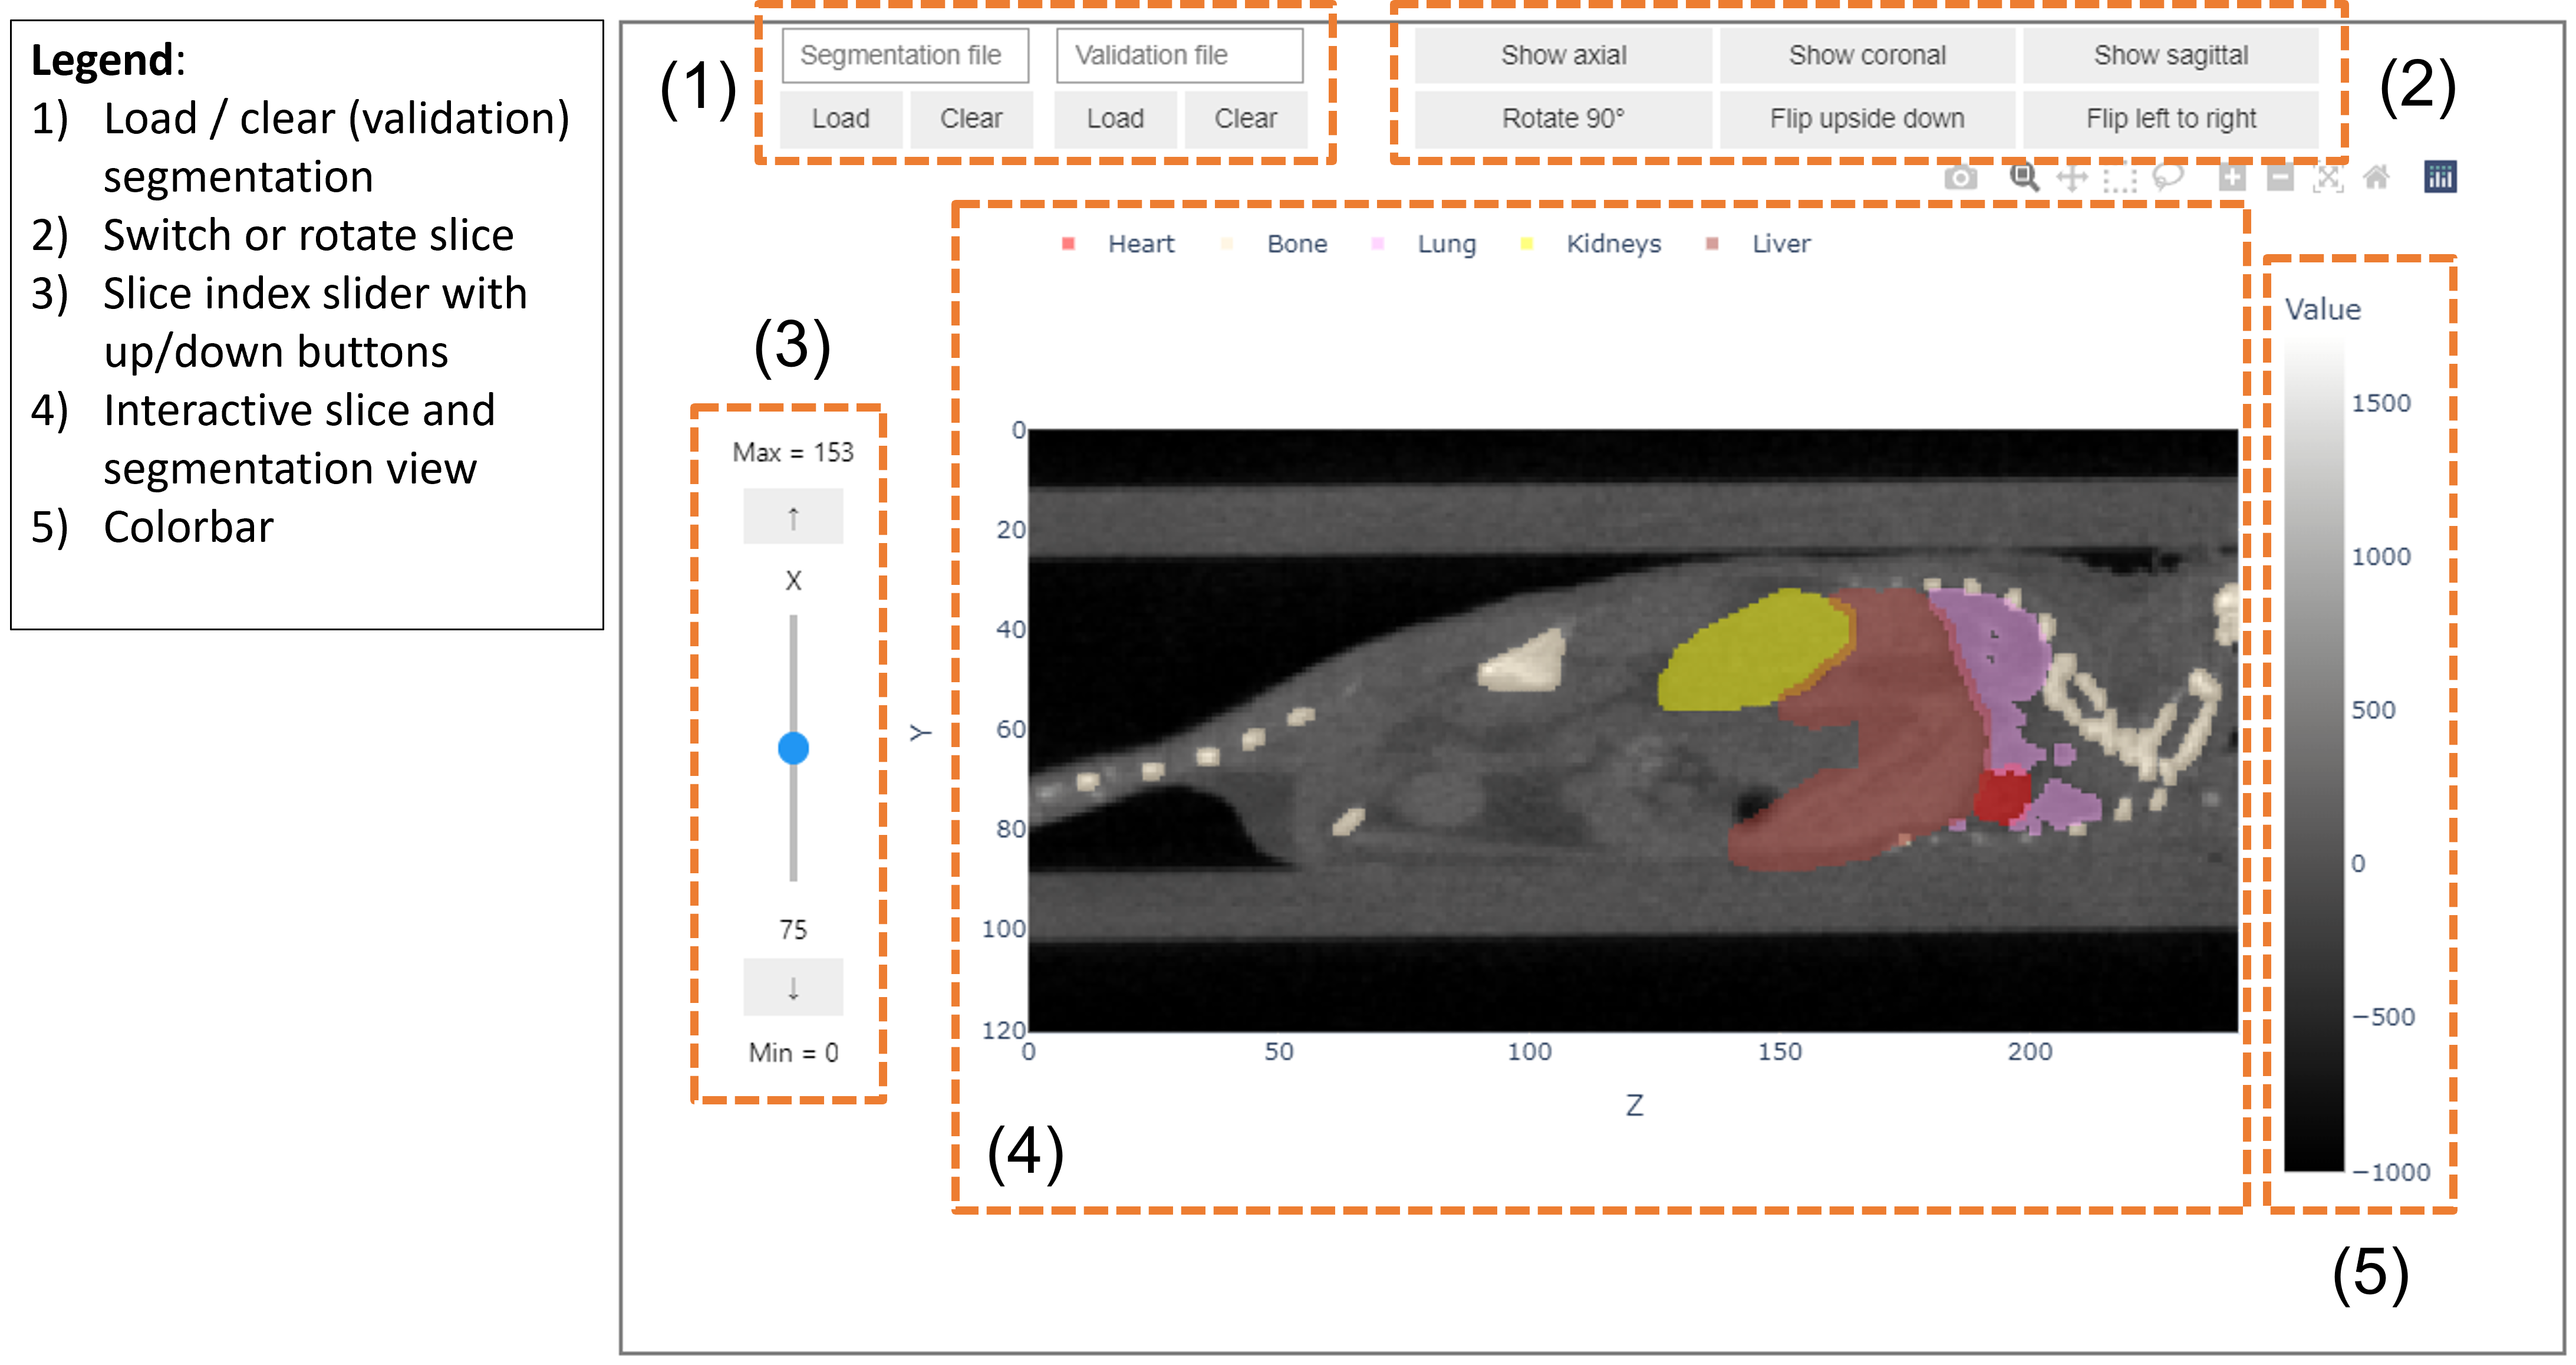 Legend:
1) Load / clear (validation)
segmentation
2) Switch or rotate slice
3) Slice index slider with
up/down buttons
4) Interactive slice and
segmentation view
5) Colorbar
(1)
Segmentation file Validation file
Load Clear Load Clear
Show axial Show coronal Show sagittal
Rotate 90° Flip upside down Flip left to right
(2)
(3)
Max = 153
↑
X
75
↓
Min = 0
Heart Bone Lung Kidneys Liver
Y
0
20
40
60
80
100
120
0 50 100 150 200
Z
(4)
Value
1500
1000
500
0
−500
−1000
(5)